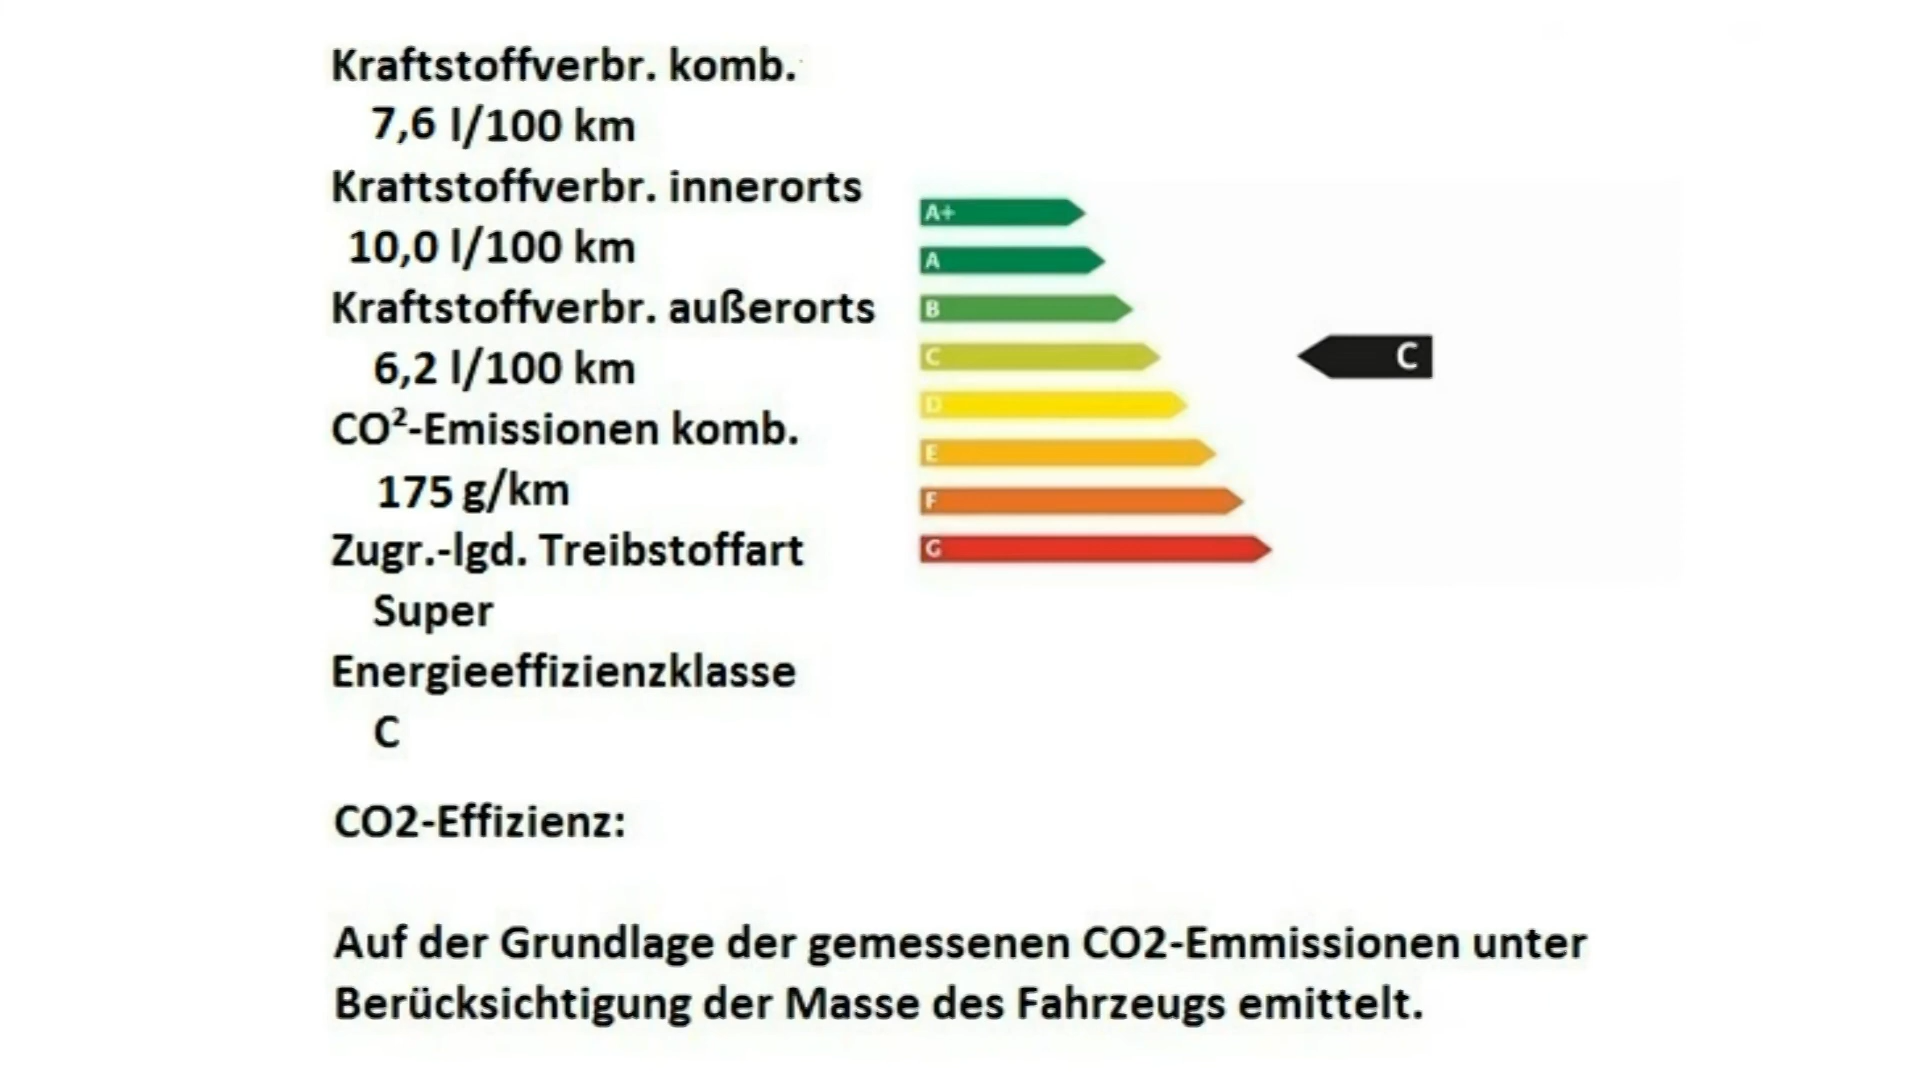 Kraftstoffverbr. komb.
7,6 l/100 km
Krattstoffverbr. innerorts
10,0 l/100 km
Kraftstoffverbr. außerorts
6,2 l/100 km
CO²-Emissionen komb.
175 g/km
Zugr.-lgd. Treibstoffart
Super
Energieeffizienzklasse
C
A+
A
B
C
D
E
F
G
C
CO2-Effizienz:
Auf der Grundlage der gemessenen CO2-Emmissionen unter
Berücksichtigung der Masse des Fahrzeugs emittelt.